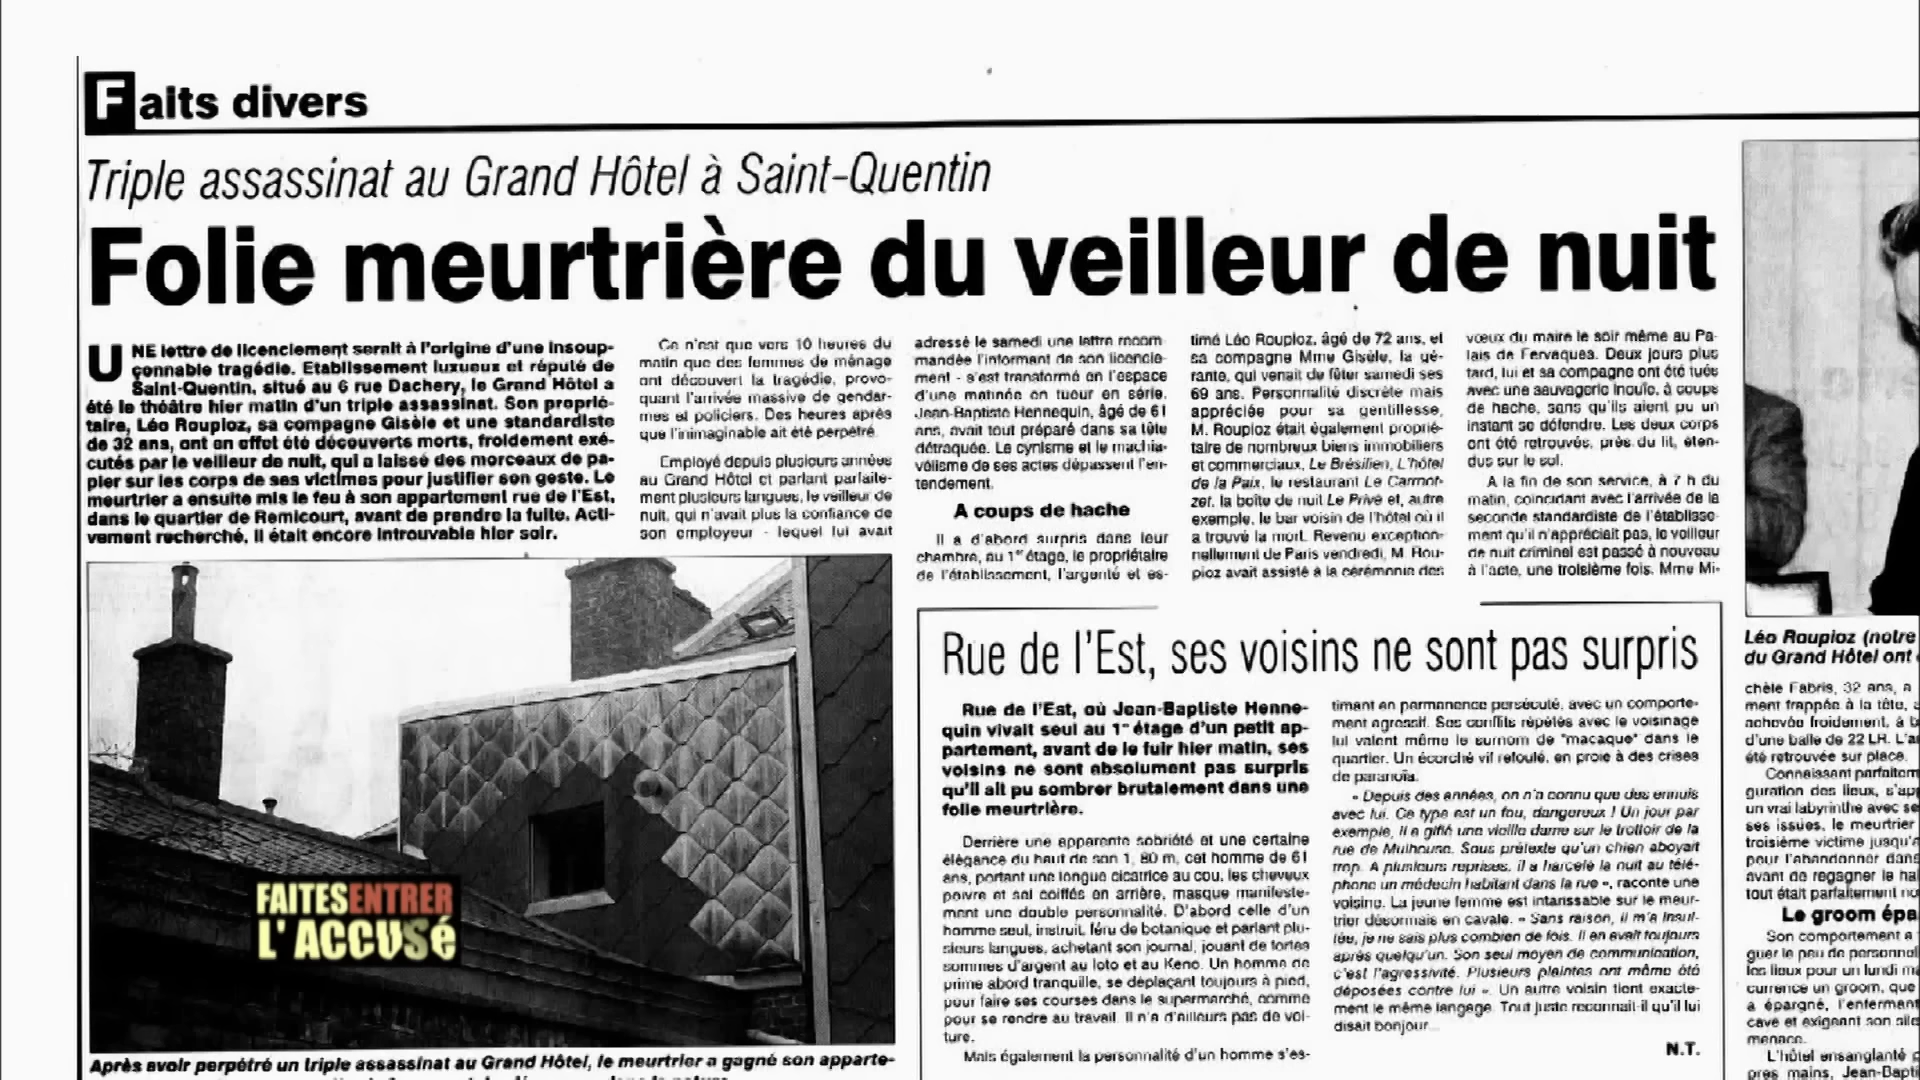 Faits divers
Triple assassinat au Grand Hôtel à Saint-Quentin
Folie meurtrière du veilleur de nuit
UNE lettre de licenciement serait à l'origine d'une insoup-
çonnable tragédie. Etablissement luxueux et réputé de
Saint-Quentin, situé au 6 rue Dachery, le Grand Hôtel a
été le théâtre hier matin d'un triple assassinat. Son proprié-
taire, Léo Rouploz, sa compagne Gisèle et une standardiste
de 32 ans, ont en effet été découverts morts, froidement exé-
cutés par le veilleur de nuit, qui a laissé des morceaux de pa-
pier sur les corps de ses victimes pour justifier son geste. Le
meurtrier a ensuite mis le feu à son appartement rue de l'Est,
dans le quartier de Remicourt, avant de prendre la fuite. Acti-
vement recherché, il était encore introuvable hier soir.
Ce n'est que vers 10 heures du
matin que des femmes de ménage
ont découvert la tragédie, provo-
quant l'arrivée massive de gendar-
mes et policiers. Des heures après
que l'inimaginable ait été perpétré.
Employé depuis plusieurs années
au Grand Hôtel et parlant parfaite-
ment plusieurs langues, le veilleur de
nuit, qui n'avait plus la confiance de
son employeur - lequel lui avait
adressé le samedi une lettre recom
mandée l'informant de son licencie-
ment - s'est transformé en l'espace
d'une matinée en tueur en série.
Jean-Baptiste Hennequin, âgé de 61
ans, avait tout préparé dans sa tête
détraquée. Le cynisme et le machia-
vélisme de ses actes dépassent l'en-
tendement.
A coups de hache
Il a d'abord surpris dans leur
chambre, au 1er étage, le propriétaire
de l'établissement, l'argenté et es-
timé Léo Rouploz, âgé de 72 ans, et
sa compagne Mme Gisèle, la gé-
rante, qui venait de fêter samedi ses
69 ans. Personnalité discrète mais
appréciée pour sa gentillesse,
M. Rouploz était également proprié-
taire de nombreux biens immobiliers
et commerciaux, Le Brésilien, L'hôtel
de la Paix, le restaurant Le Carnot-
zet, la boîte de nuit Le Privé et, autre
exemple, le bar voisin de l'hôtel où il
a trouvé la mort. Revenu exception-
nellement de Paris vendredi, M. Rou-
ploz avait assisté à la cérémonie des
vœux du maire le soir même au Pa-
lais de Fervaques. Deux jours plus
tard, lui et sa compagne ont été tués
avec une sauvagerie inouïe, à coups
de hache, sans qu'ils aient pu un
instant se défendre. Les deux corps
ont été retrouvés, près du lit, éten-
dus sur le sol.
A la fin de son service, à 7 h du
matin, coïncidant avec l'arrivée de la
seconde standardiste de l'établisse-
ment qu'il n'appréciait pas, le veilleur
de nuit criminel est passé à nouveau
à l'acte, une troisième fois. Mme Mi-
Léo Rouploz (notre
du Grand Hôtel ont
chèle Fabris, 32 ans, a
ment frappée à la tête,
achevée froidement, à
d'une balle de 22 LR. L'a
été retrouvée sur place.
Connaissant parfaitem
guration des lieux, s'ap
un vrai labyrinthe avec se
ses issues, le meurtrier
troisième victime jusqu'
pour l'abandonner dans
avant de regagner le ha
tout était parfaitement
Le groom épa
Son comportement a
guer le peu de personnel
les lieux pour un lundi m
currence un groom, que
a épargné, l'enfermant
cave et exigeant son sile
menace.
L'hôtel ensanglanté
pres mains, Jean-Bapti
Rue de l'Est, ses voisins ne sont pas surpris
Rue de l'Est, où Jean-Baptiste Henne-
quin vivait seul au 1er étage d'un petit ap-
partement, avant de le fuir hier matin, ses
voisins ne sont absolument pas surpris
qu'il ait pu sombrer brutalement dans une
folie meurtrière.
Derrière une apparente sobriété et une certaine
élégance du haut de son 1, 80 m, cet homme de 61
ans, portant une longue cicatrice au cou, les cheveux
poivre et sel coiffés en arrière, masque manifeste-
ment une double personnalité. D'abord celle d'un
homme seul, instruit, féru de botanique et parlant plu-
sieurs langues, achetant son journal, jouant de fortes
sommes d'argent au loto et au Keno. Un homme de
prime abord tranquille, se déplaçant toujours à pied,
pour faire ses courses dans le supermarché, comme
pour se rendre au travail. Il n'a d'ailleurs pas de voi-
ture.
Mais également la personnalité d'un homme s'es-
timant en permanence persécuté, avec un comporte-
ment agressif. Ses conflits répétés avec le voisinage
lui valent même le surnom de "macaque" dans le
quartier. Un écorché vif refoulé, en proie à des crises
de paranoïa.
« Depuis des années, on n'a connu que des ennuis
avec lui. Ce type est un fou, dangereux ! Un jour par
exemple, il a giflé une vieille dame sur le trottoir de la
rue de Mulhouse. Sous prétexte qu'un chien aboyait
trop. A plusieurs reprises, il a harcelé la nuit au télé-
phone un médecin habitant dans la rue », raconte une
voisine. La jeune femme est intarissable sur le meur-
trier désormais en cavale. « Sans raison, il m'a insul-
tée, je ne sais plus combien de fois. Il en avait toujours
après quelqu'un. Son seul moyen de communication,
c'est l'agressivité. Plusieurs plaintes ont même été
déposées contre lui ». Un autre voisin tient exacte-
ment le même langage. Tout juste reconnaît-il qu'il lui
disait bonjour.
N.T.
FAITES ENTRER
L'ACCUSé
Après avoir perpétré un triple assassinat au Grand Hôtel, le meurtrier a gagné son apparte-